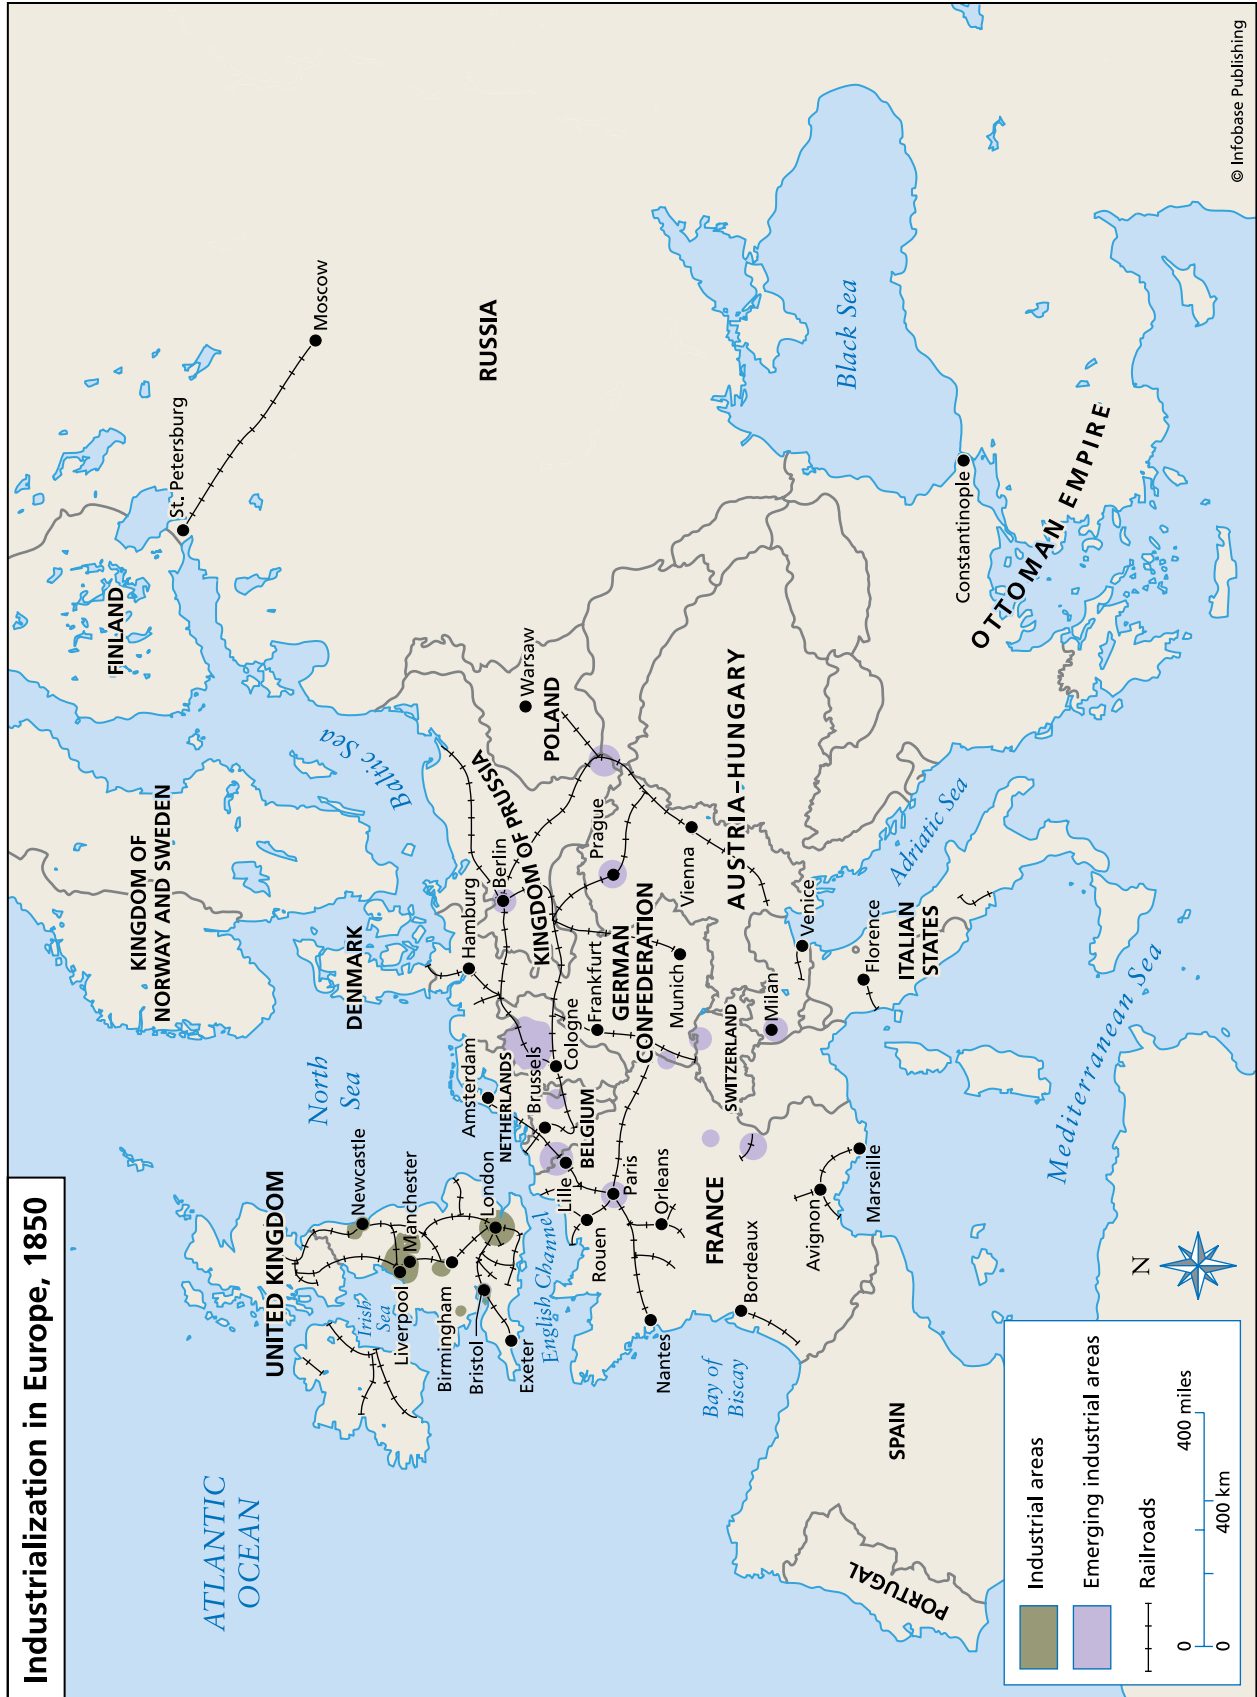 Industrialization in Europe, 1850
ATLANTIC
OCEAN
UNITED KINGDOM
Irish
Sea
Newcastle
Manchester
Liverpool
Birmingham
Bristol
London
Exeter
English Channel
North
Sea
KINGDOM OF
NORWAY AND SWEDEN
DENMARK
Baltic Sea
FINLAND
St. Petersburg
Moscow
RUSSIA
Amsterdam
NETHERLANDS
Brussels
BELGIUM
Lille
Cologne
Hamburg
Berlin
KINGDOM OF PRUSSIA
Warsaw
POLAND
Prague
Frankfurt
GERMAN
CONFEDERATION
Munich
Vienna
AUSTRIA–HUNGARY
Rouen
Paris
Orleans
Nantes
FRANCE
Bordeaux
Avignon
Marseille
Bay of
Biscay
SWITZERLAND
Milan
Venice
Florence
ITALIAN
STATES
Adriatic Sea
Mediterranean Sea
Black Sea
Constantinople
OTTOMAN EMPIRE
SPAIN
PORTUGAL
N
Industrial areas
Emerging industrial areas
Railroads
0 400 miles
0 400 km
© Infobase Publishing